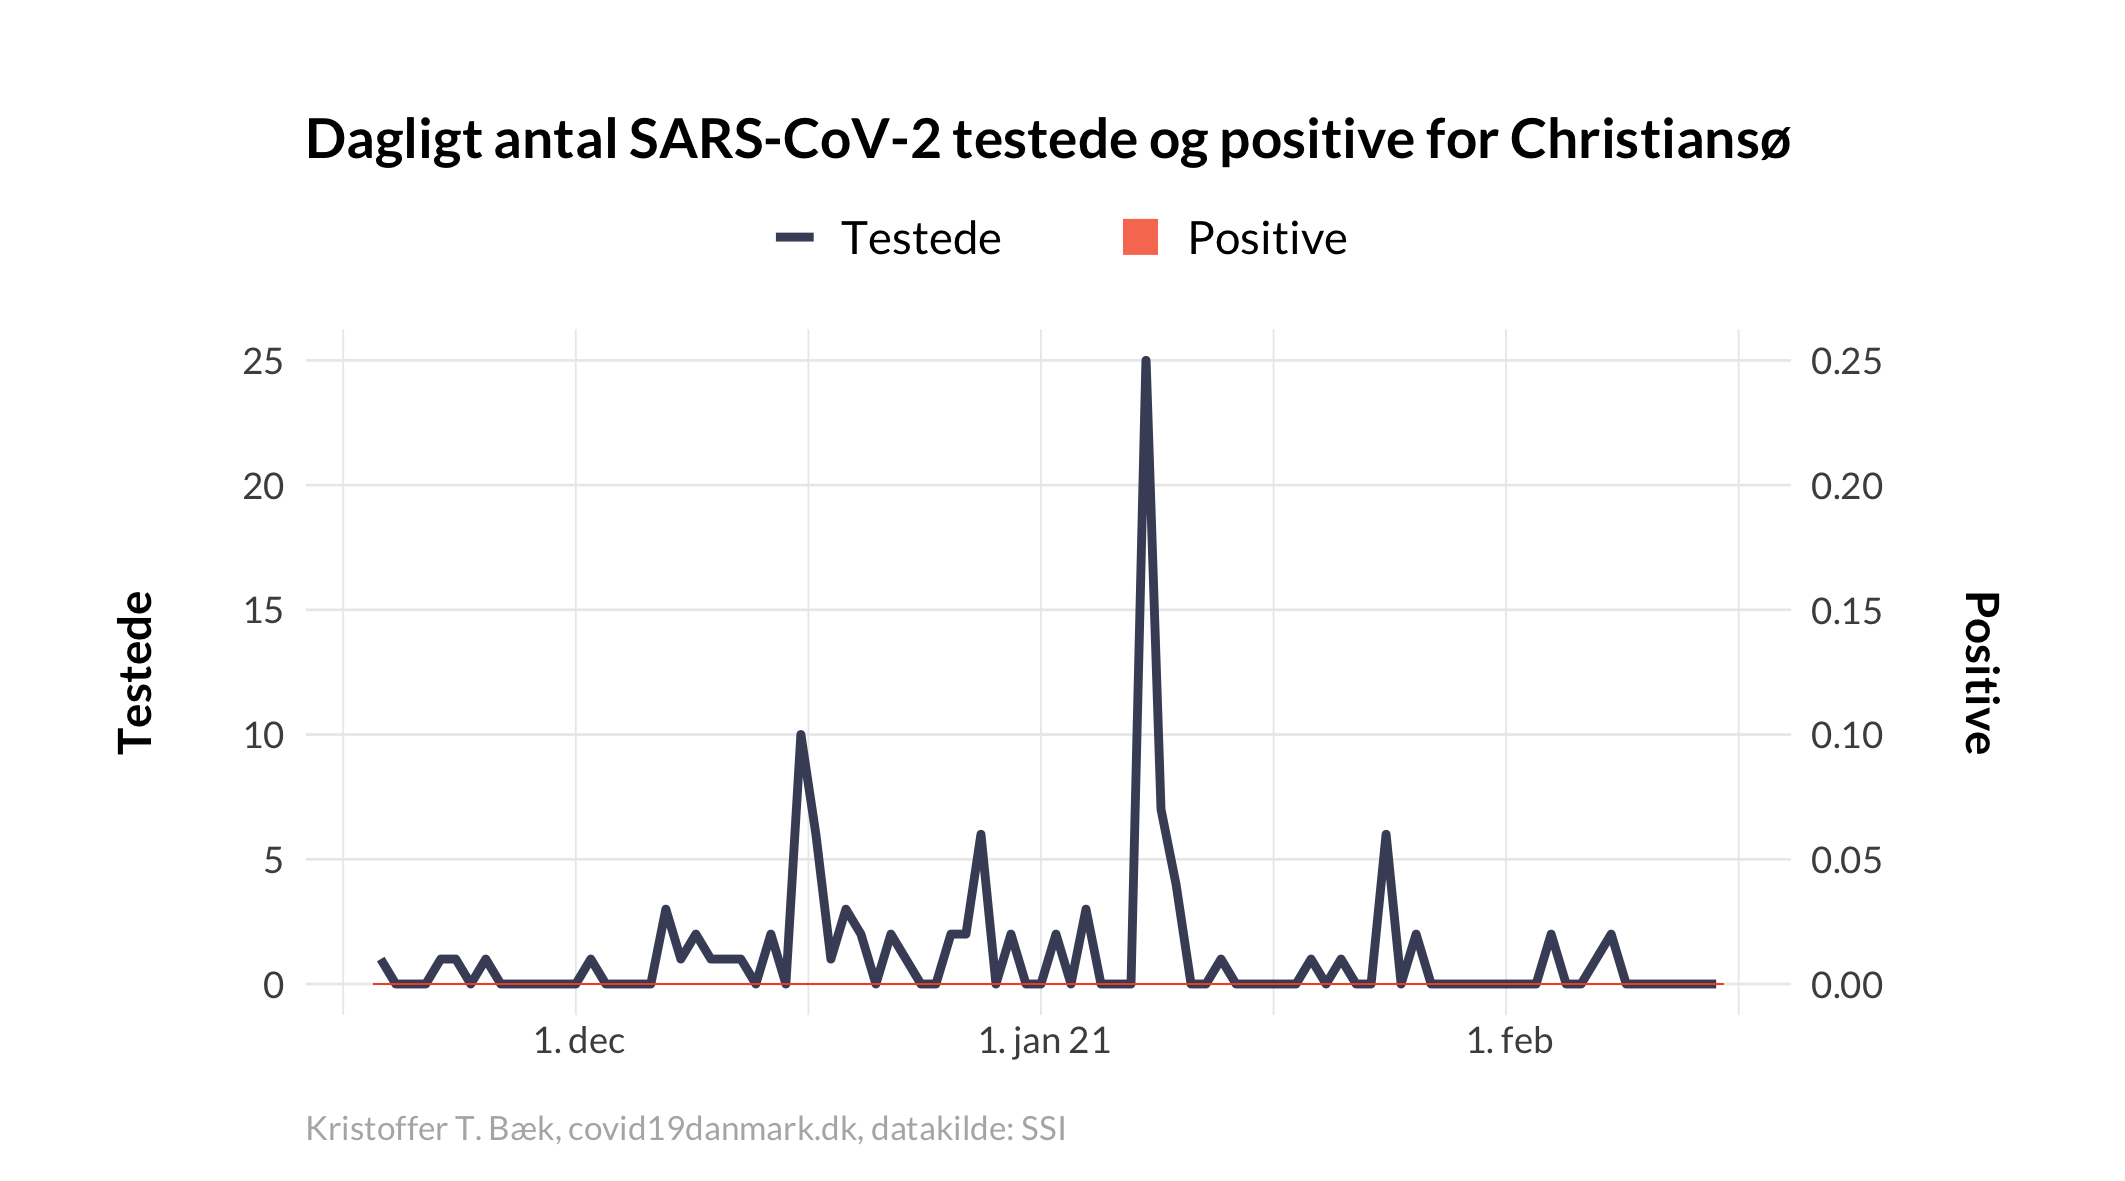 Dagligt antal SARS-CoV-2 testede og positive for Christiansø
Testede
Positive
25
20
15
10
5
0
0.25
0.20
0.15
0.10
0.05
0.00
Testede
Positive
1. dec
1. jan 21
1. feb
Kristoffer T. Bæk, covid19danmark.dk, datakilde: SSI